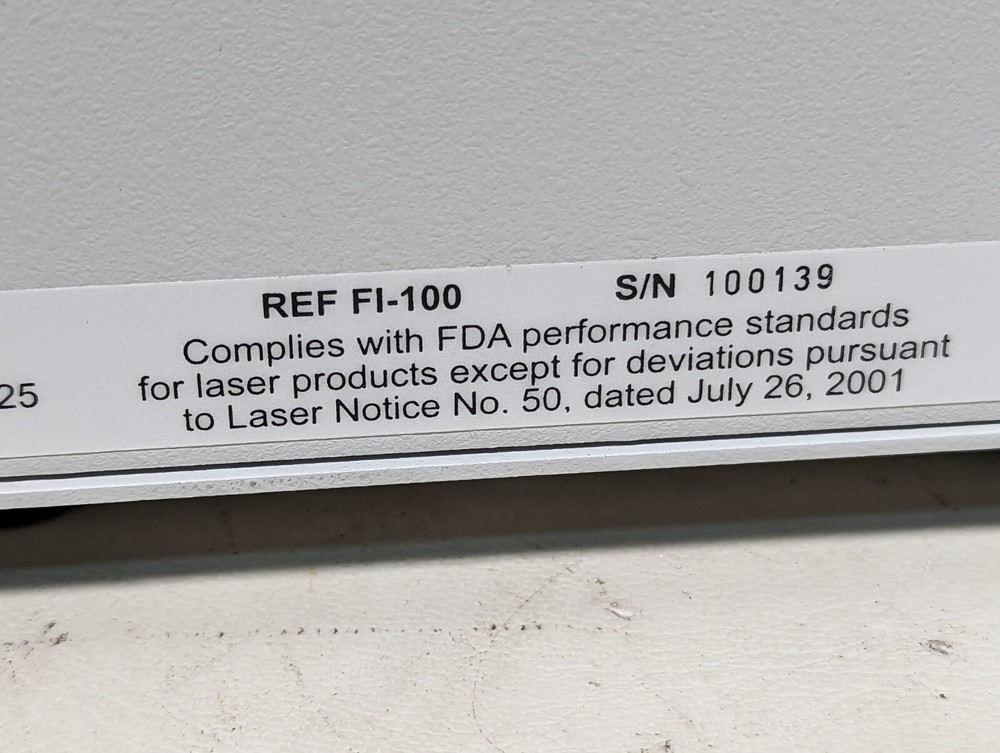 REF FI-100 S/N 100139
Complies with FDA performance standards
for laser products except for deviations pursuant
to Laser Notice No. 50, dated July 26, 2001
25